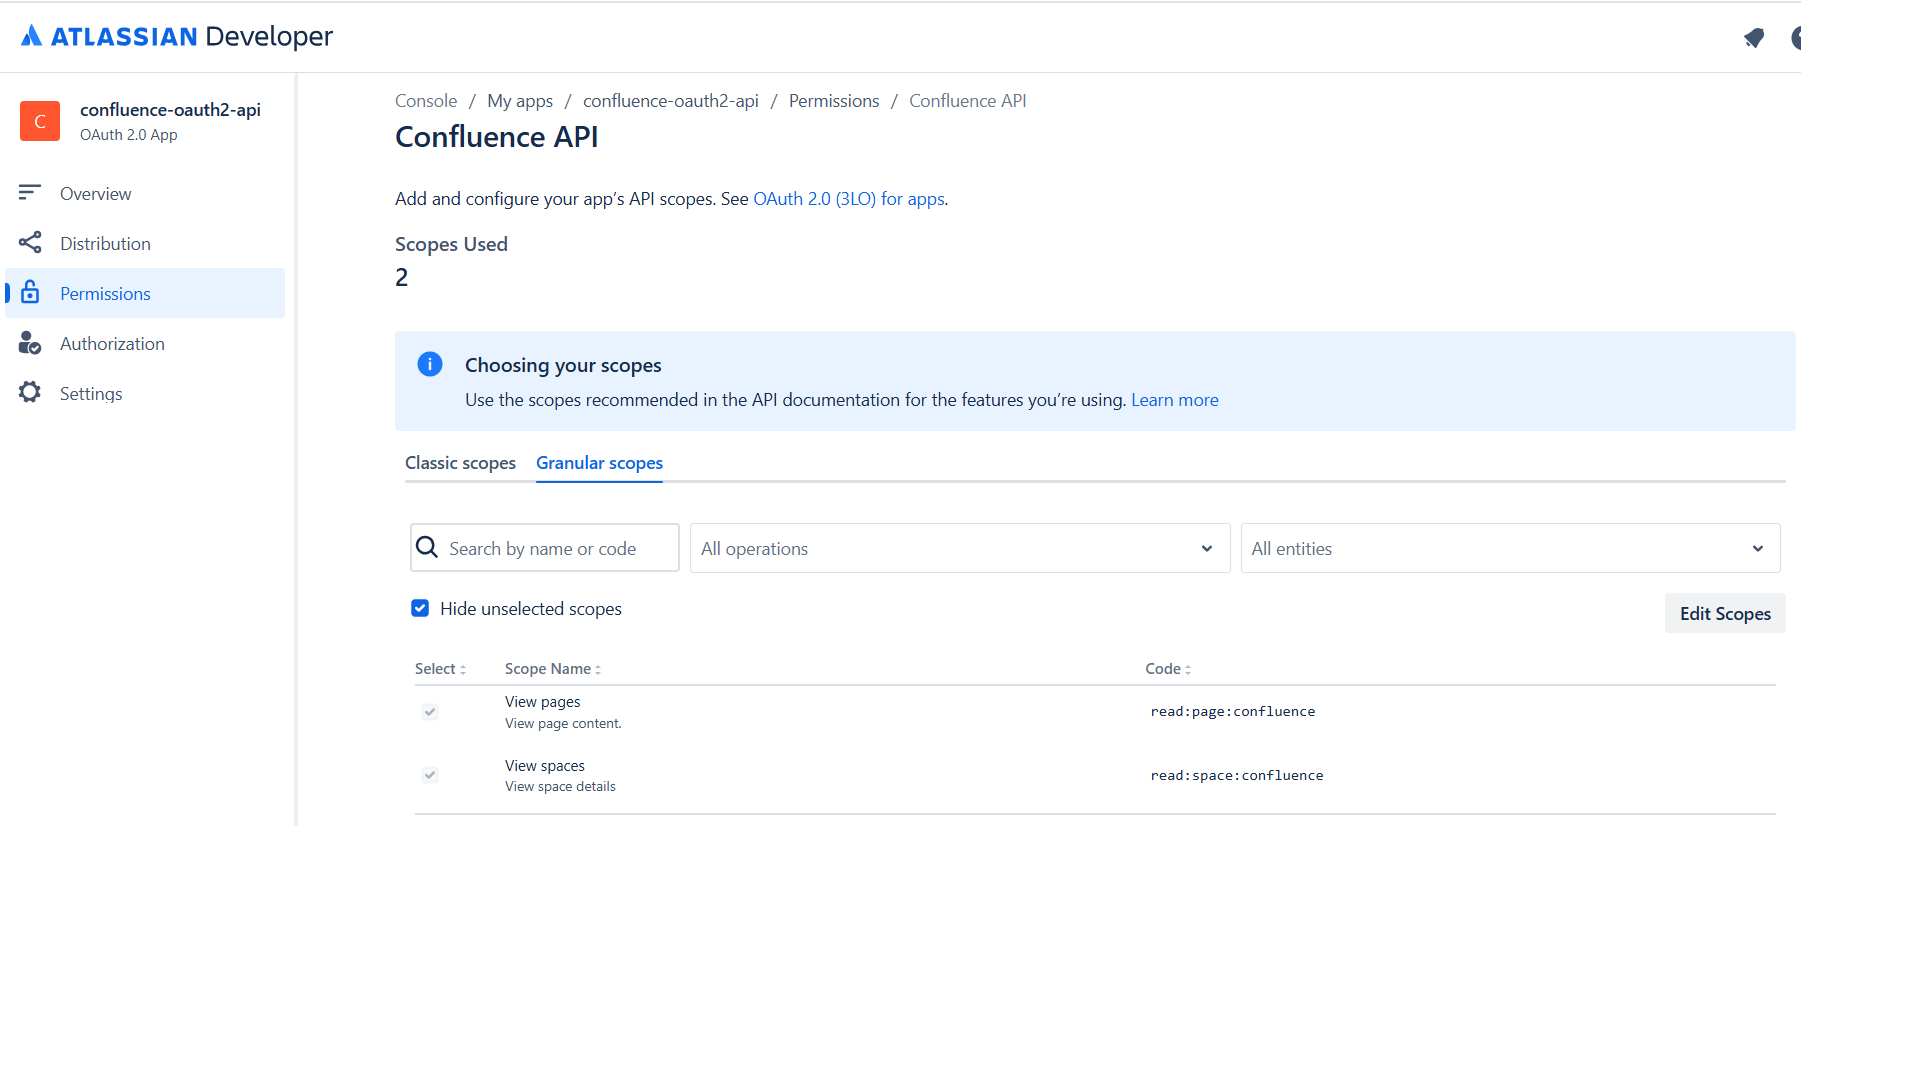 ATLASSIAN Developer
C
confluence-oauth2-api
OAuth 2.0 App
Overview
Distribution
Permissions
Authorization
Settings
Console / My apps / confluence-oauth2-api / Permissions / Confluence API
Confluence API
Add and configure your app’s API scopes. See OAuth 2.0 (3LO) for apps.
Scopes Used
2
Choosing your scopes
Use the scopes recommended in the API documentation for the features you’re using. Learn more
Classic scopes Granular scopes
Search by name or code All operations All entities
Hide unselected scopes
Edit Scopes
Select Scope Name Code
View pages
View page content.
read:page:confluence
View spaces
View space details
read:space:confluence